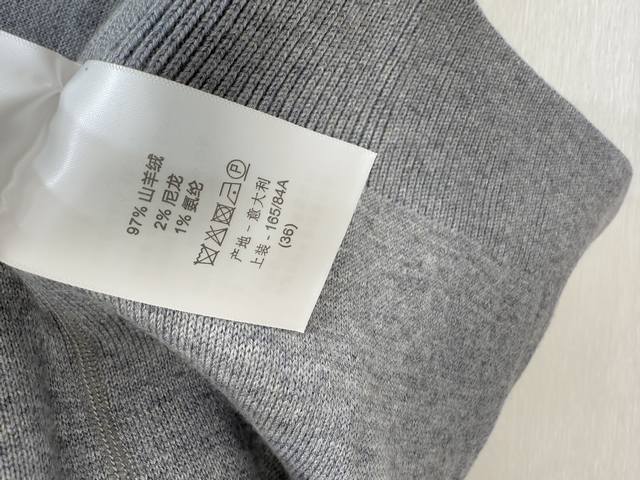 97% 山羊绒
2% 尼龙
1% 氨纶
P
产地 - 意大利
上装 - 165/84A
(36)